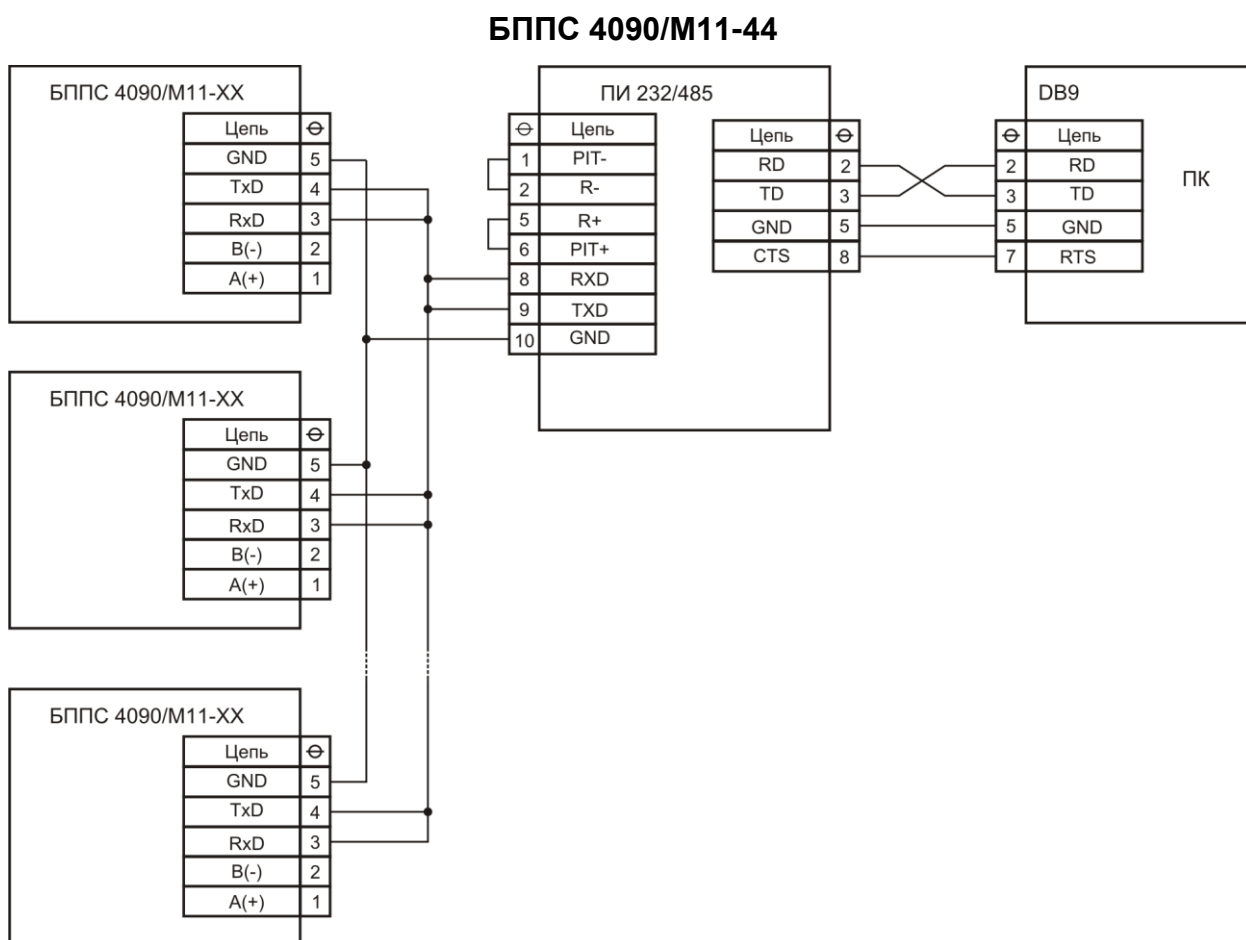 БППС 4090/М11-44
БППС 4090/М11-ХХ
Цепь
GND 5
TxD 4
RxD 3
B(-) 2
A(+) 1
ПИ 232/485
Цепь
1 PIT-
2 R-
5 R+
6 PIT+
8 RXD
9 TXD
10 GND
Цепь
RD 2
TD 3
GND 5
CTS 8
DB9
Цепь
2 RD
3 TD
5 GND
7 RTS
ПК
БППС 4090/М11-ХХ
Цепь
GND 5
TxD 4
RxD 3
B(-) 2
A(+) 1
БППС 4090/М11-ХХ
Цепь
GND 5
TxD 4
RxD 3
B(-) 2
A(+) 1